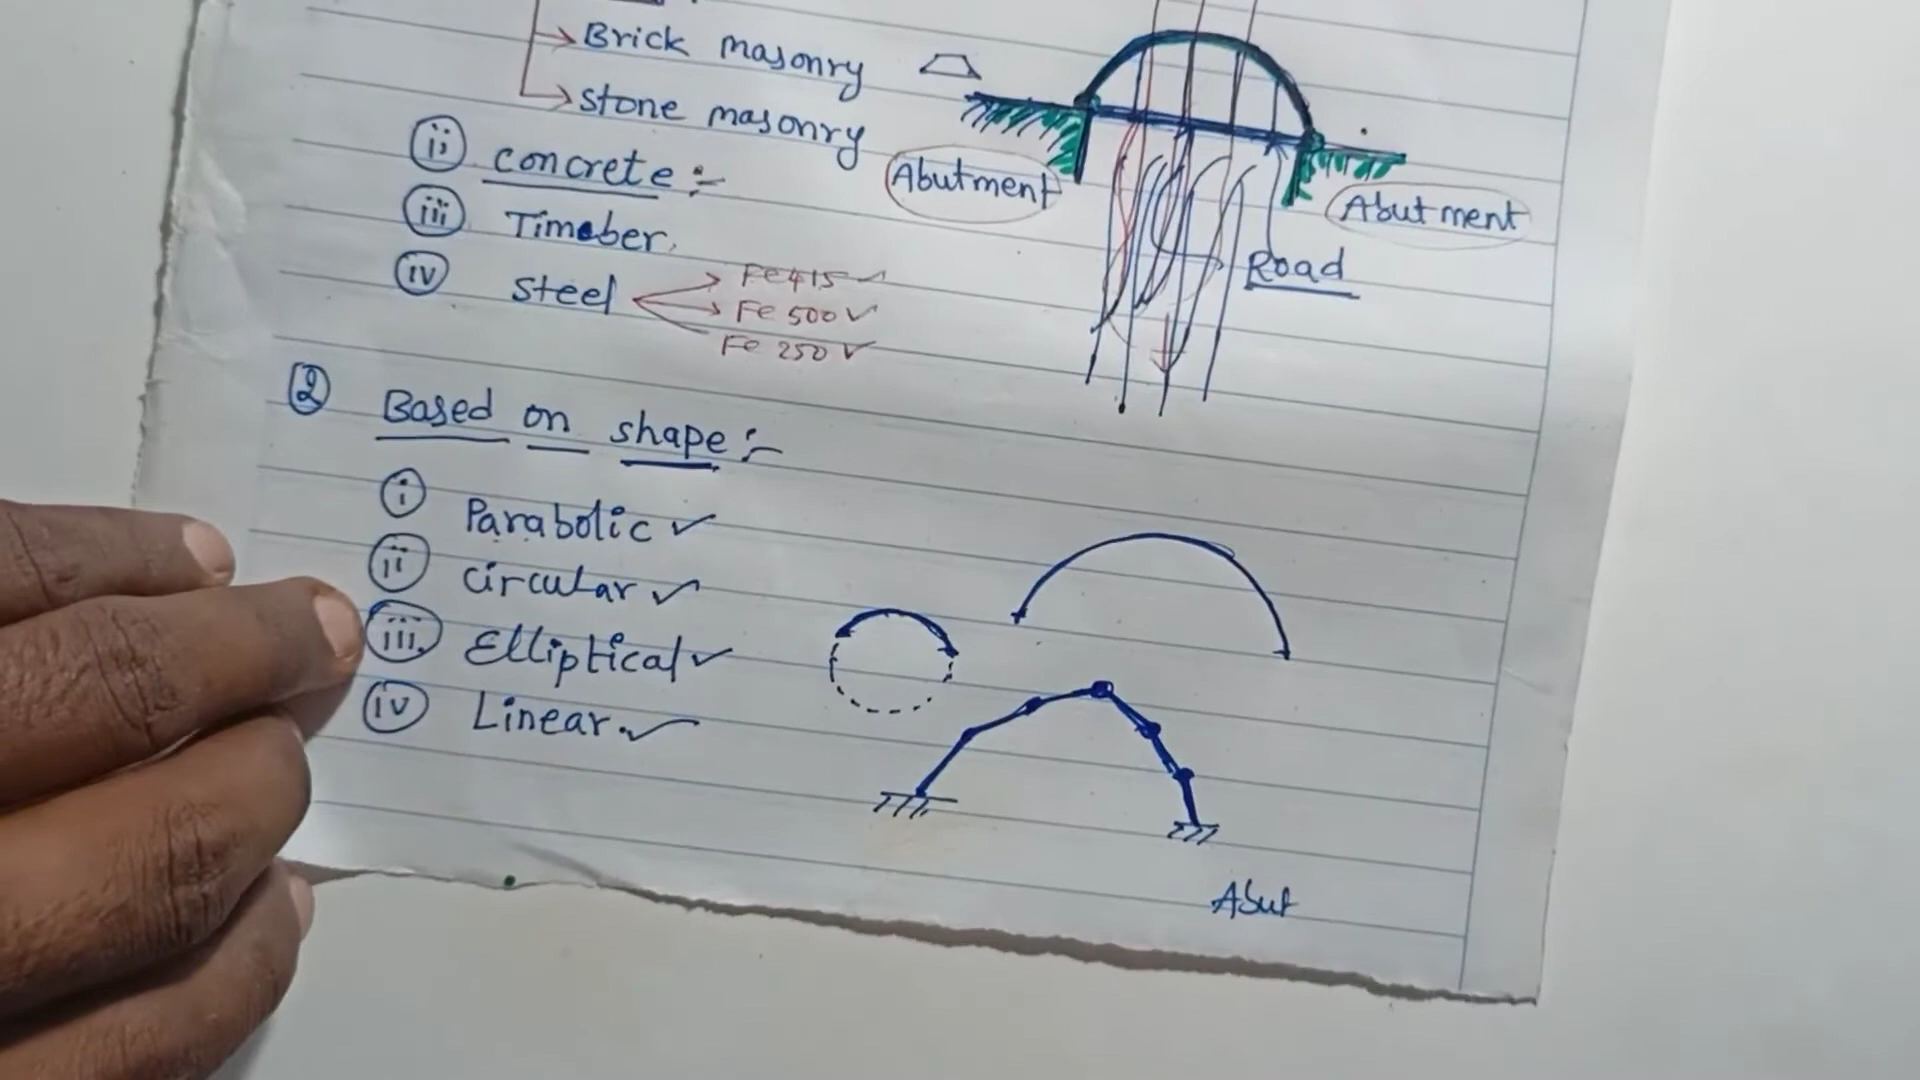 → Brick masonry
→ Stone masonry
ii concrete :-
iii Timober.
iv Steel
Fe415 ✓
Fe 500 ✓
Fe 250 ✓
Abutment
Abutment
Road
2 Based on shape :-
i Parabolic ✓
ii circular ✓
iii. Elliptical ✓
iv Linear. ✓
Abut